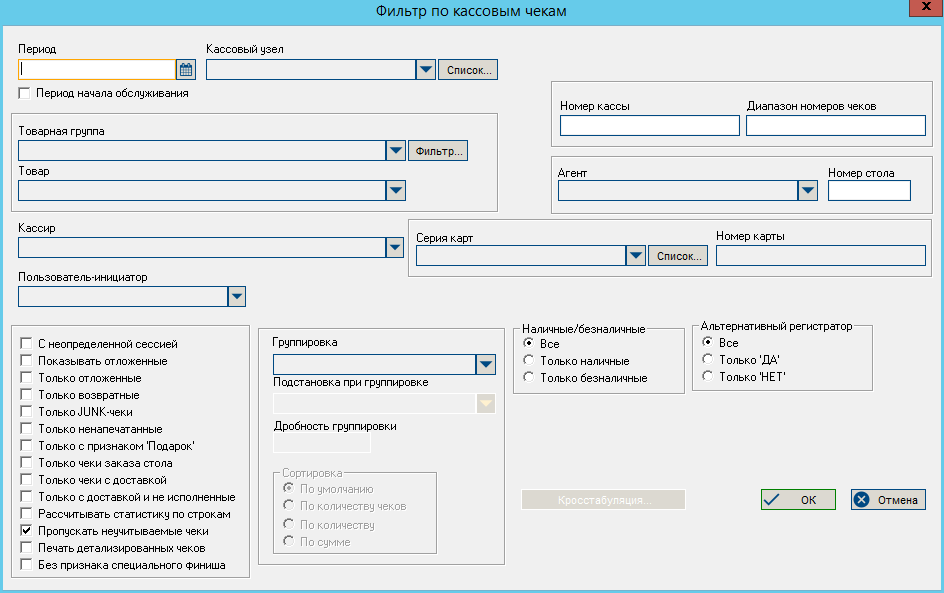 Фильтр по кассовым чекам
x
Период
Кассовый узел
Список...
Период начала обслуживания
Номер кассы
Диапазон номеров чеков
Товарная группа
Фильтр...
Товар
Агент
Номер стола
Кассир
Серия карт
Список...
Номер карты
Пользователь-инициатор
С неопределенной сессией
Показывать отложенные
Только отложенные
Только возвратные
Только JUNK-чеки
Только ненапечатанные
Только с признаком 'Подарок'
Только чеки заказа стола
Только чеки с доставкой
Только с доставкой и не исполненные
Рассчитывать статистику по строкам
Пропускать неучитываемые чеки
Печать детализированных чеков
Без признака специального финиша
Группировка
Подстановка при группировке
Дробность группировки
Сортировка
По умолчанию
По количеству чеков
По количеству
По сумме
Наличные/безналичные
Все
Только наличные
Только безналичные
Альтернативный регистратор
Все
Только 'ДА'
Только 'НЕТ'
Кросстабуляция...
ОК
Отмена